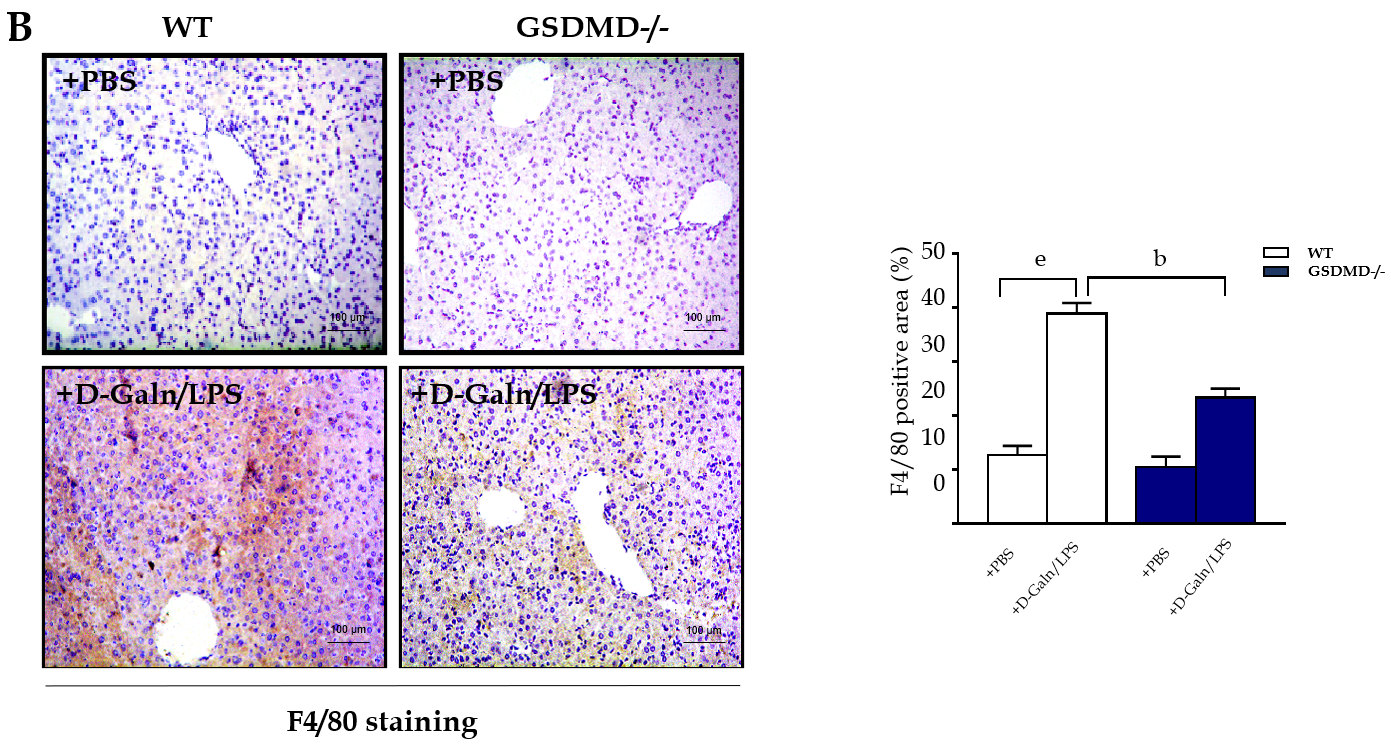 B
WT
GSDMD-/-
+PBS
+PBS
100 µm
100 µm
+D-Galn/LPS
+D-Galn/LPS
100 µm
100 µm
F4/80 staining
F4/80 positive area (%)
50
40
30
20
10
0
e
b
WT
GSDMD-/-
+PBS
+D-Galn/LPS
+PBS
+D-Galn/LPS